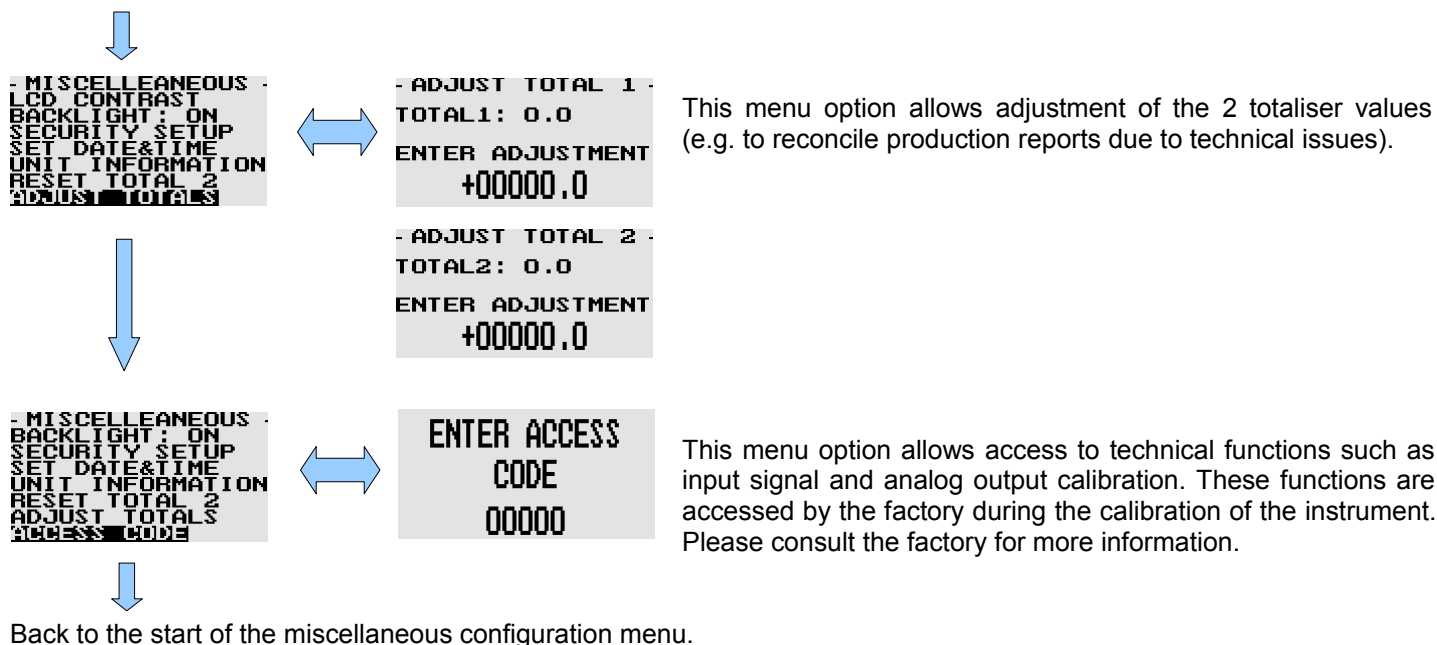 - MISCELLEANEOUS -
LCD CONTRAST
BACKLIGHT: ON
SECURITY SETUP
SET DATE&TIME
UNIT INFORMATION
RESET TOTAL 2
ADJUST TOTALS
- ADJUST TOTAL 1 -
TOTAL1: 0.0
ENTER ADJUSTMENT
+00000.0
This menu option allows adjustment of the 2 totaliser values
(e.g. to reconcile production reports due to technical issues).
- ADJUST TOTAL 2 -
TOTAL2: 0.0
ENTER ADJUSTMENT
+00000.0
- MISCELLEANEOUS -
BACKLIGHT: ON
SECURITY SETUP
SET DATE&TIME
UNIT INFORMATION
RESET TOTAL 2
ADJUST TOTALS
ACCESS CODE
ENTER ACCESS
CODE
00000
This menu option allows access to technical functions such as
input signal and analog output calibration. These functions are
accessed by the factory during the calibration of the instrument.
Please consult the factory for more information.
Back to the start of the miscellaneous configuration menu.